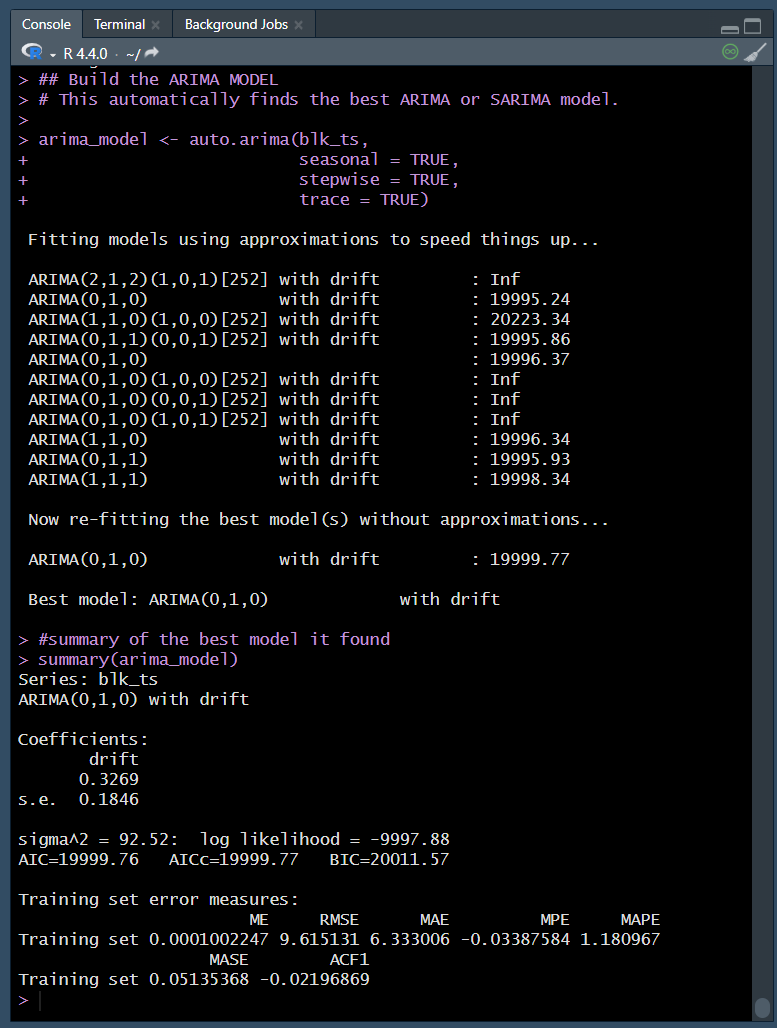 Console Terminal Background Jobs
R 4.4.0 · ~/
> ## Build the ARIMA MODEL
> # This automatically finds the best ARIMA or SARIMA model.
>
> arima_model <- auto.arima(blk_ts,
+                           seasonal = TRUE,
+                           stepwise = TRUE,
+                           trace = TRUE)
 Fitting models using approximations to speed things up...
 ARIMA(2,1,2)(1,0,1)[252] with drift         : Inf
 ARIMA(0,1,0)             with drift         : 19995.24
 ARIMA(1,1,0)(1,0,0)[252] with drift         : 20223.34
 ARIMA(0,1,1)(0,0,1)[252] with drift         : 19995.86
 ARIMA(0,1,0)                                : 19996.37
 ARIMA(0,1,0)(1,0,0)[252] with drift         : Inf
 ARIMA(0,1,0)(0,0,1)[252] with drift         : Inf
 ARIMA(0,1,0)(1,0,1)[252] with drift         : Inf
 ARIMA(1,1,0)             with drift         : 19996.34
 ARIMA(0,1,1)             with drift         : 19995.93
 ARIMA(1,1,1)             with drift         : 19998.34
 Now re-fitting the best model(s) without approximations...
 ARIMA(0,1,0)             with drift         : 19999.77
 Best model: ARIMA(0,1,0)             with drift
> #summary of the best model it found
> summary(arima_model)
Series: blk_ts
ARIMA(0,1,0) with drift
Coefficients:
       drift
      0.3269
s.e.  0.1846
sigma^2 = 92.52:  log likelihood = -9997.88
AIC=19999.76   AICc=19999.77   BIC=20011.57
Training set error measures:
                       ME     RMSE      MAE         MPE     MAPE
Training set 0.0001002247 9.615131 6.333006 -0.03387584 1.180967
                   MASE        ACF1
Training set 0.05135368 -0.02196869
>